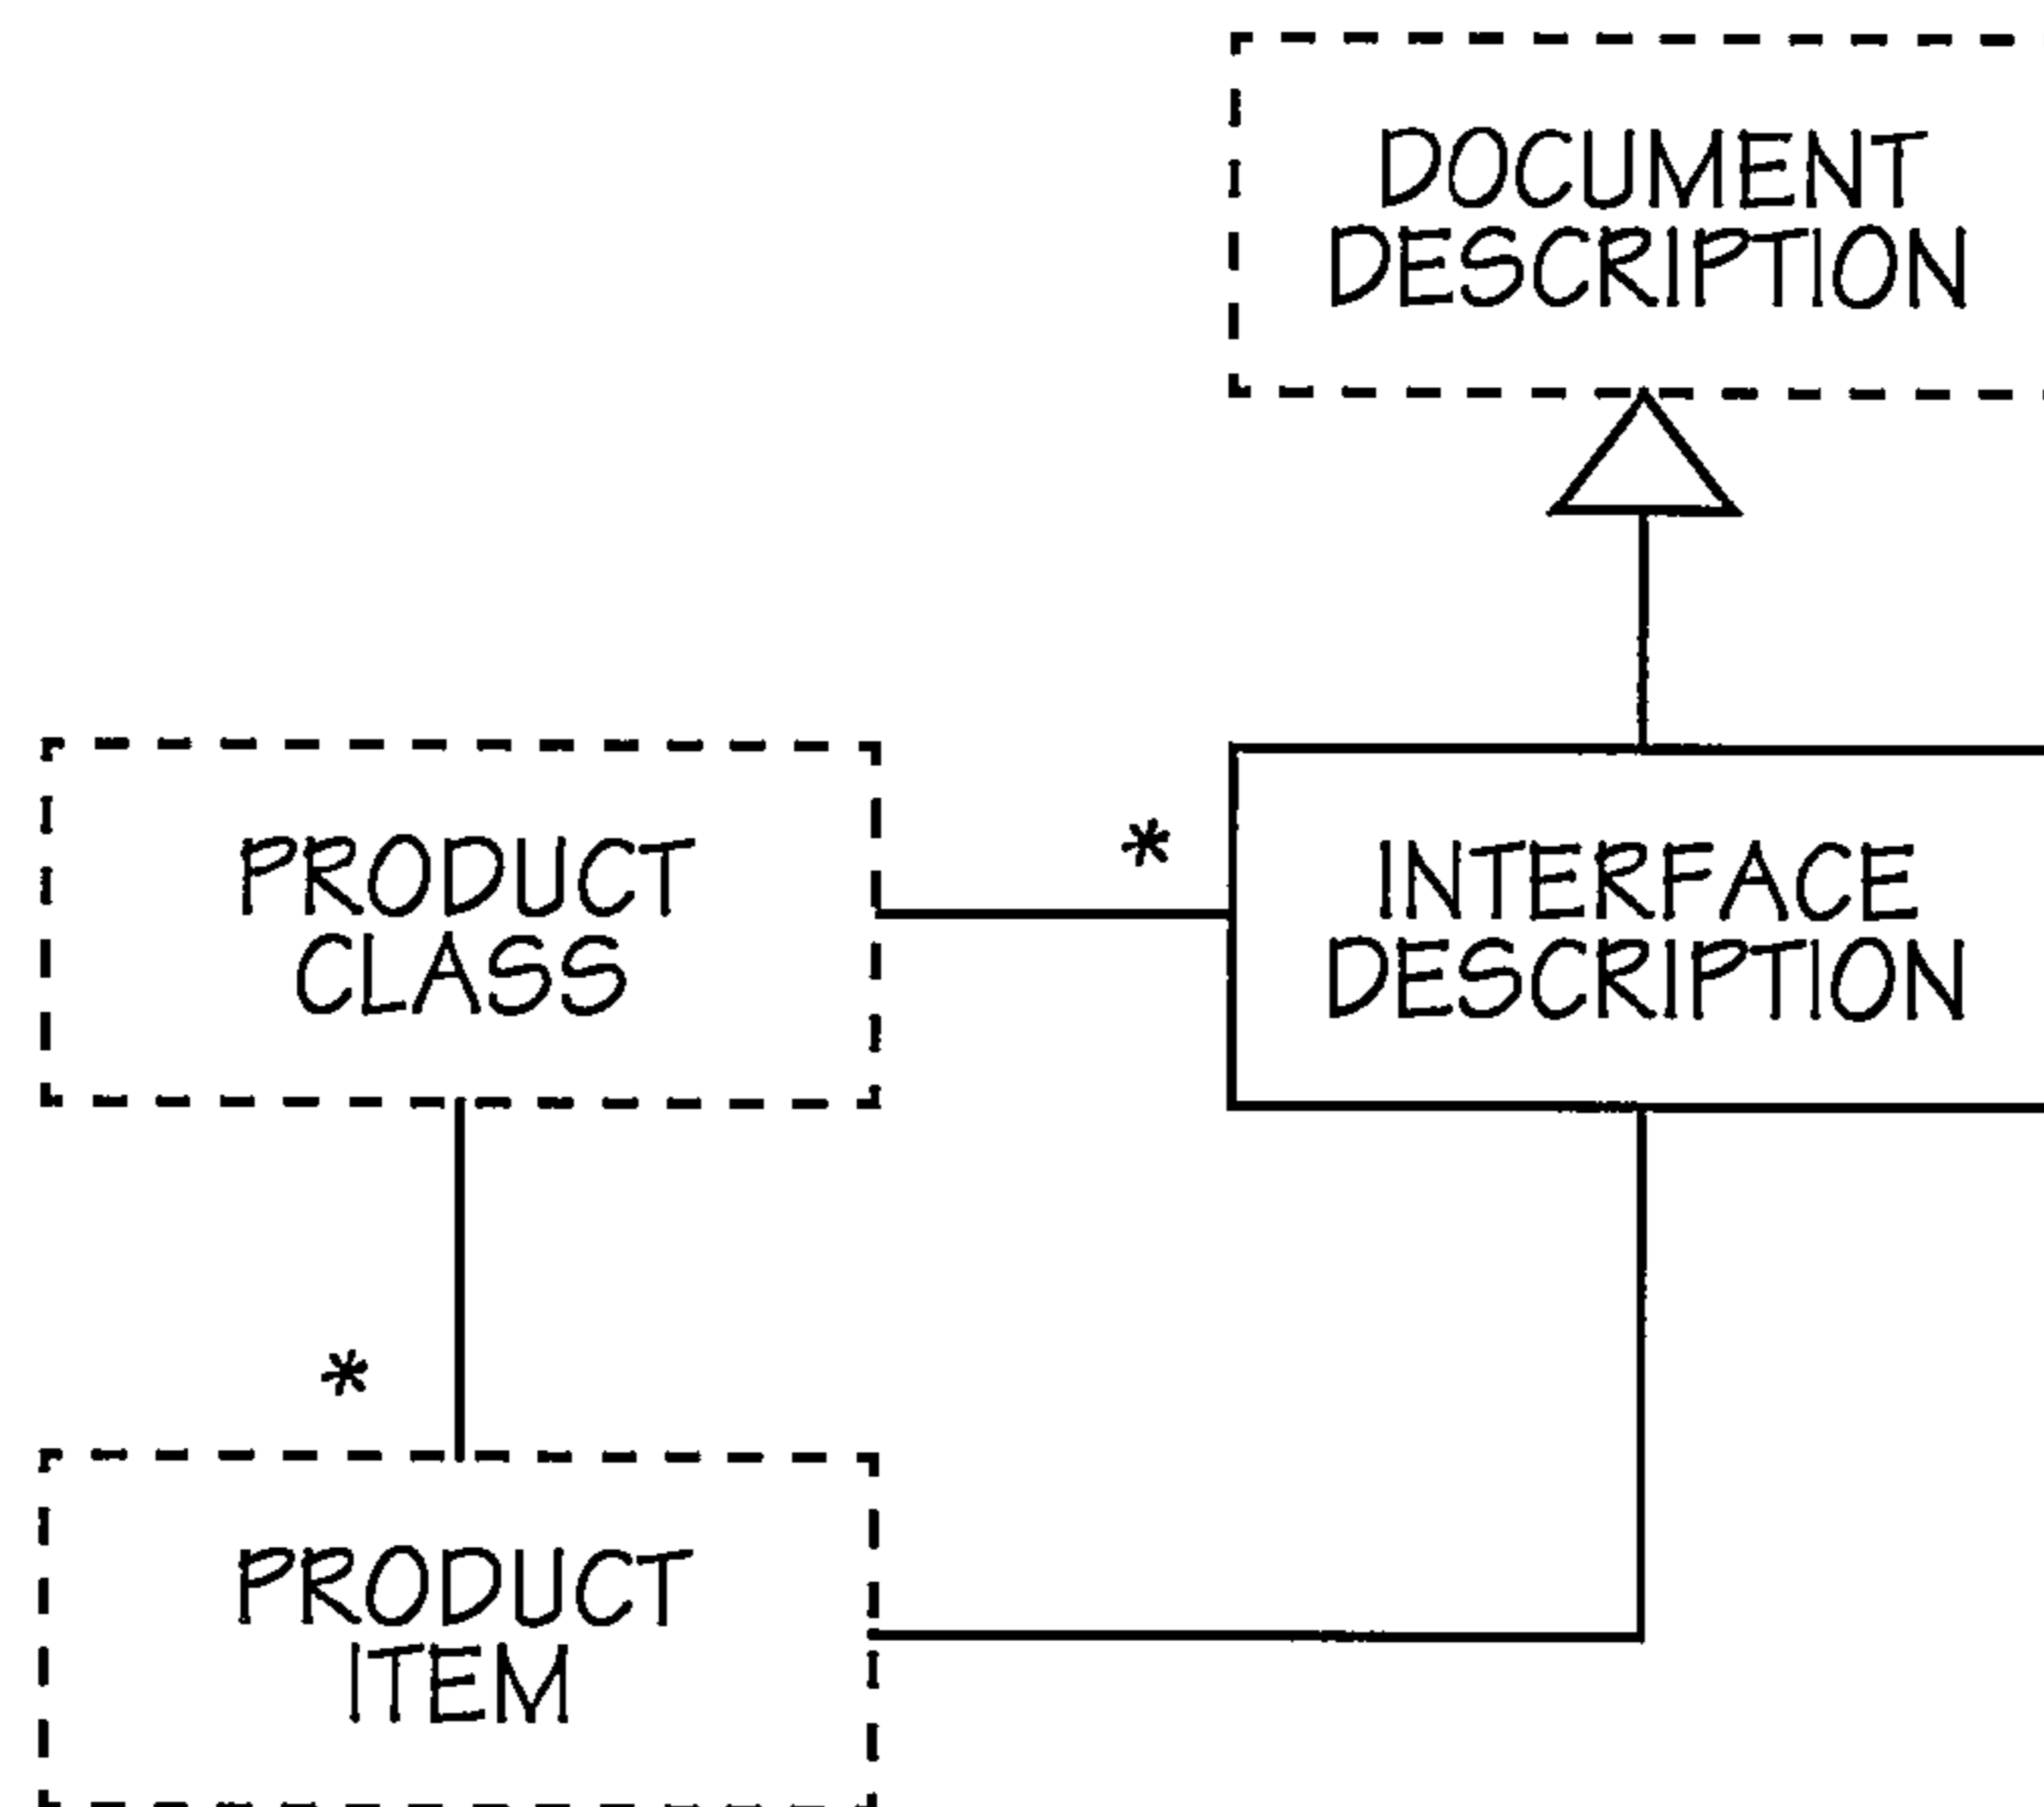 DOCUMENT
DESCRIPTION
PRODUCT
CLASS
*
INTERFACE
DESCRIPTION
*
PRODUCT
ITEM